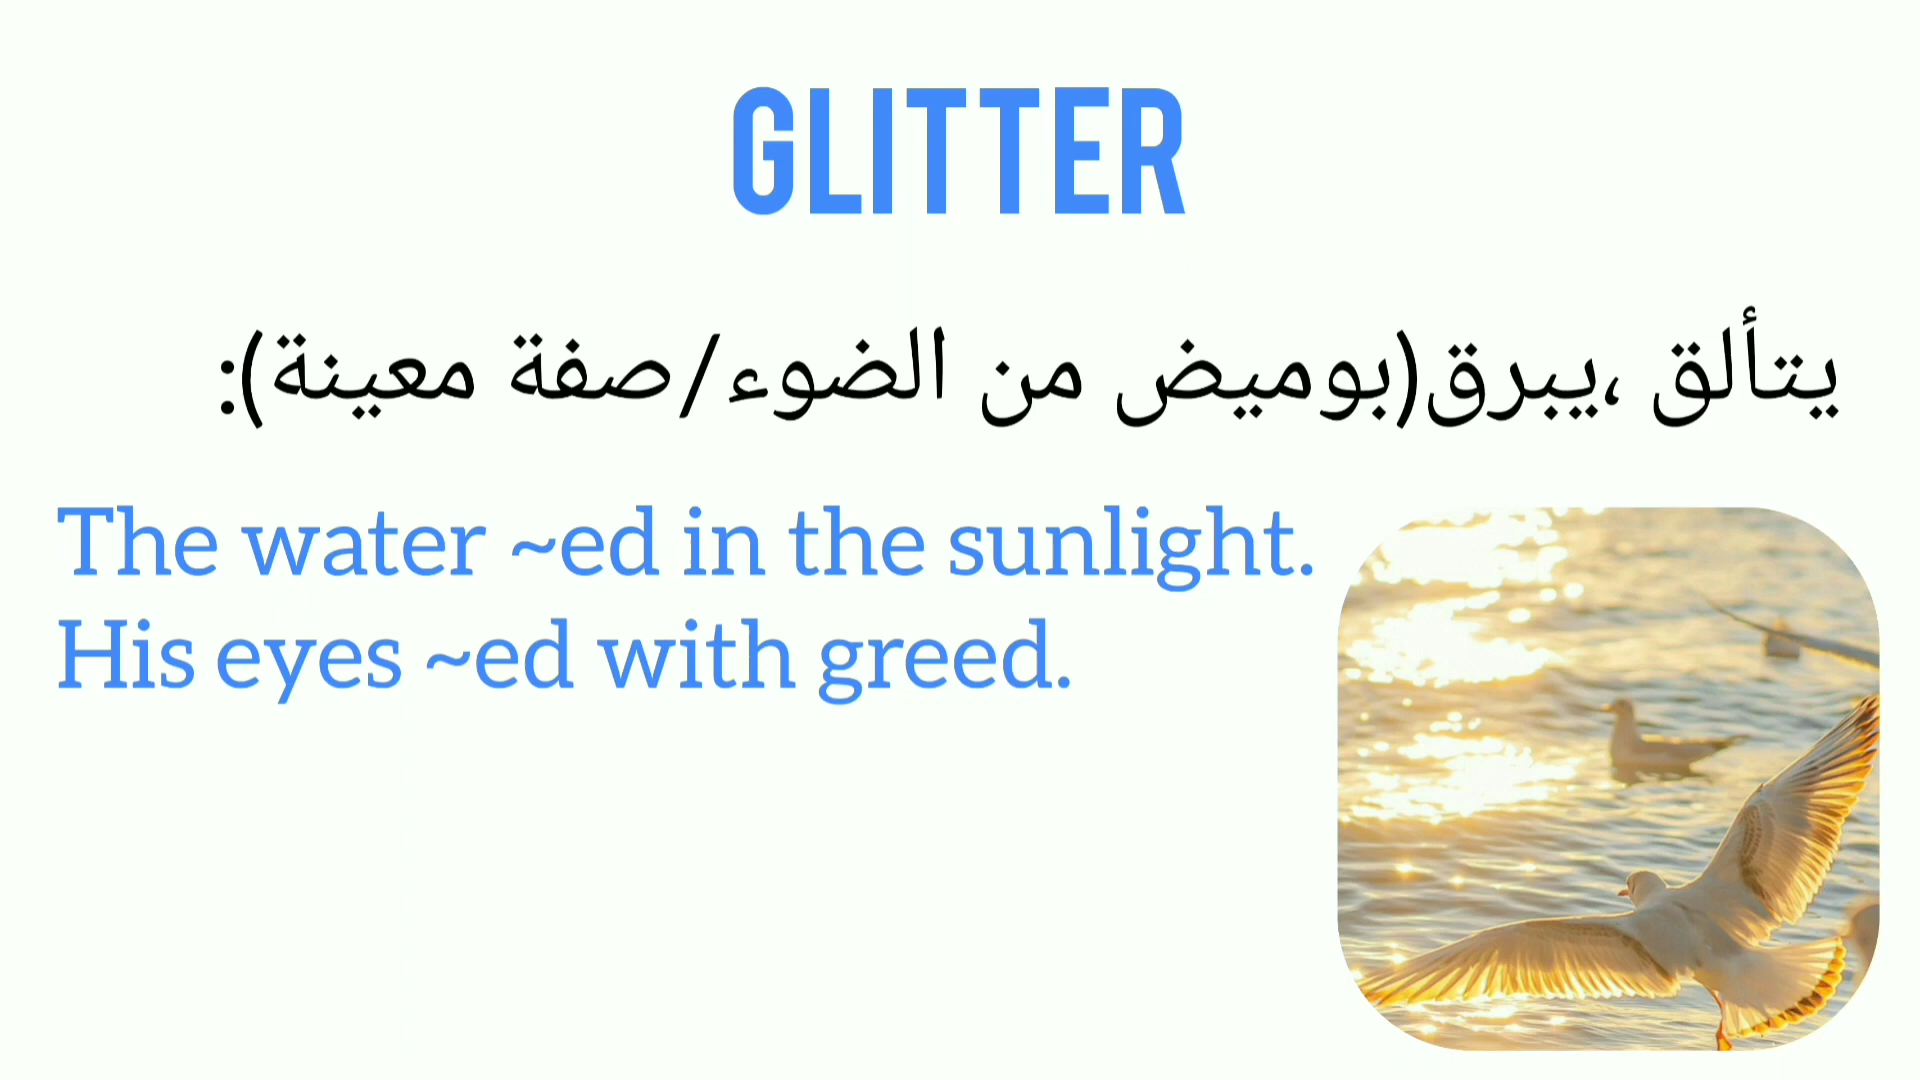 GLITTER
يتألق ،يبرق(بوميض من الضوء/صفة معينة):
The water ~ed in the sunlight.
His eyes ~ed with greed.